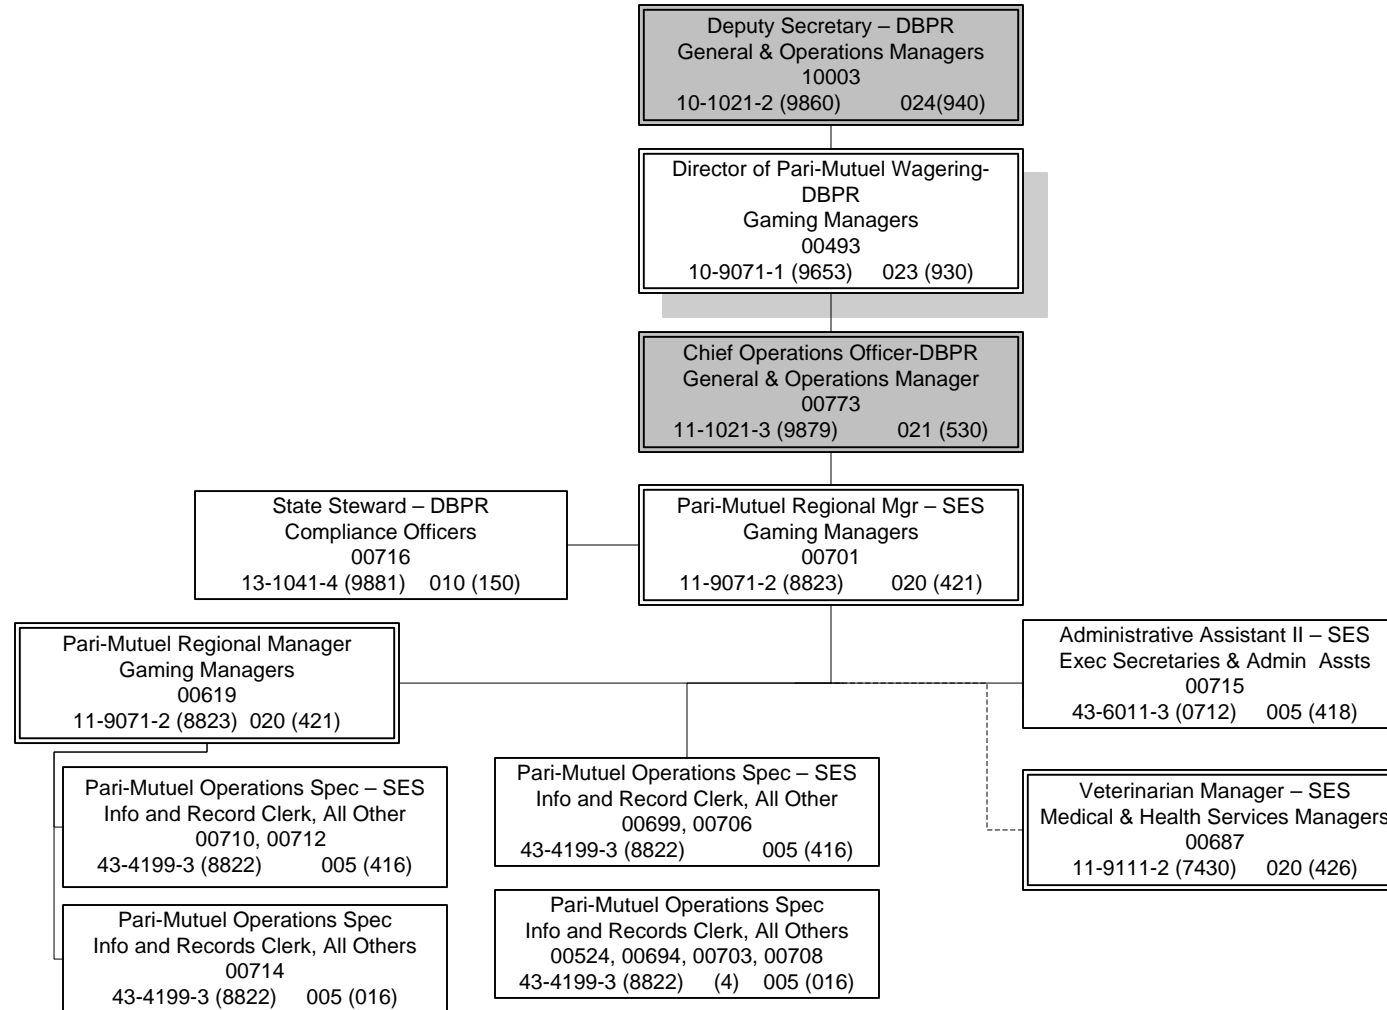 Deputy Secretary – DBPR
General & Operations Managers
10003
10-1021-2 (9860) 024(940)
Director of Pari-Mutuel Wagering-
DBPR
Gaming Managers
00493
10-9071-1 (9653) 023 (930)
Chief Operations Officer-DBPR
General & Operations Manager
00773
11-1021-3 (9879) 021 (530)
State Steward – DBPR
Compliance Officers
00716
13-1041-4 (9881) 010 (150)
Pari-Mutuel Regional Mgr – SES
Gaming Managers
00701
11-9071-2 (8823) 020 (421)
Pari-Mutuel Regional Manager
Gaming Managers
00619
11-9071-2 (8823) 020 (421)
Administrative Assistant II – SES
Exec Secretaries & Admin Assts
00715
43-6011-3 (0712) 005 (418)
Pari-Mutuel Operations Spec – SES
Info and Record Clerk, All Other
00710, 00712
43-4199-3 (8822) 005 (416)
Pari-Mutuel Operations Spec – SES
Info and Record Clerk, All Other
00699, 00706
43-4199-3 (8822) 005 (416)
Veterinarian Manager – SES
Medical & Health Services Managers
00687
11-9111-2 (7430) 020 (426)
Pari-Mutuel Operations Spec
Info and Records Clerk, All Others
00714
43-4199-3 (8822) 005 (016)
Pari-Mutuel Operations Spec
Info and Records Clerk, All Others
00524, 00694, 00703, 00708
43-4199-3 (8822) (4) 005 (016)